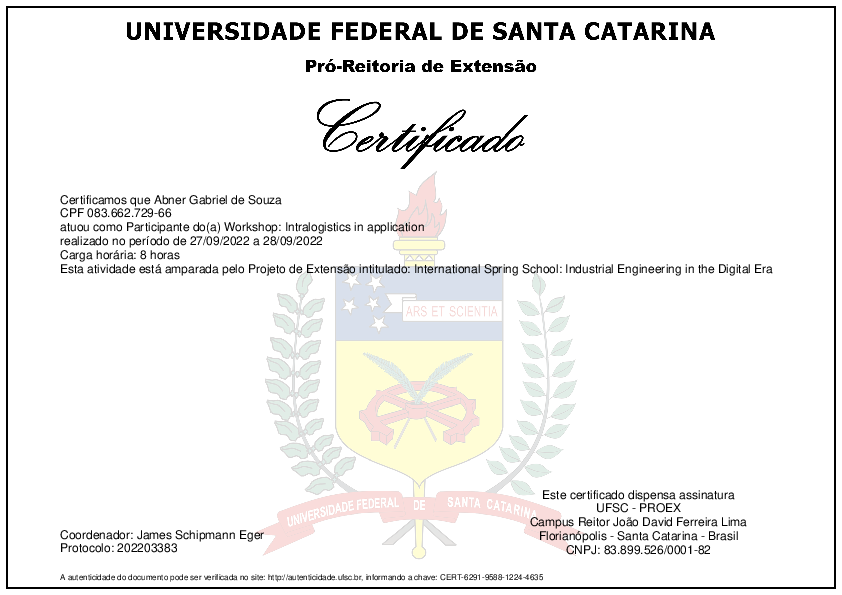 UNIVERSIDADE FEDERAL DE SANTA CATARINA
Pró-Reitoria de Extensão
Certificado
Certificamos que Abner Gabriel de Souza
CPF 083.662.729-66
atuou como Participante do(a) Workshop: Intralogistics in application
realizado no período de 27/09/2022 a 28/09/2022
Carga horária: 8 horas
Esta atividade está amparada pelo Projeto de Extensão intitulado: International Spring School: Industrial Engineering in the Digital Era
ARS ET SCIENTIA
UNIVERSIDADE FEDERAL DE SANTA CATARINA
Este certificado dispensa assinatura
UFSC - PROEX
Campus Reitor João David Ferreira Lima
Florianópolis - Santa Catarina - Brasil
CNPJ: 83.899.526/0001-82
Coordenador: James Schipmann Eger
Protocolo: 202203383
A autenticidade do documento pode ser verificada no site: http://autenticidade.ufsc.br, informando a chave: CERT-6291-9588-1224-4635